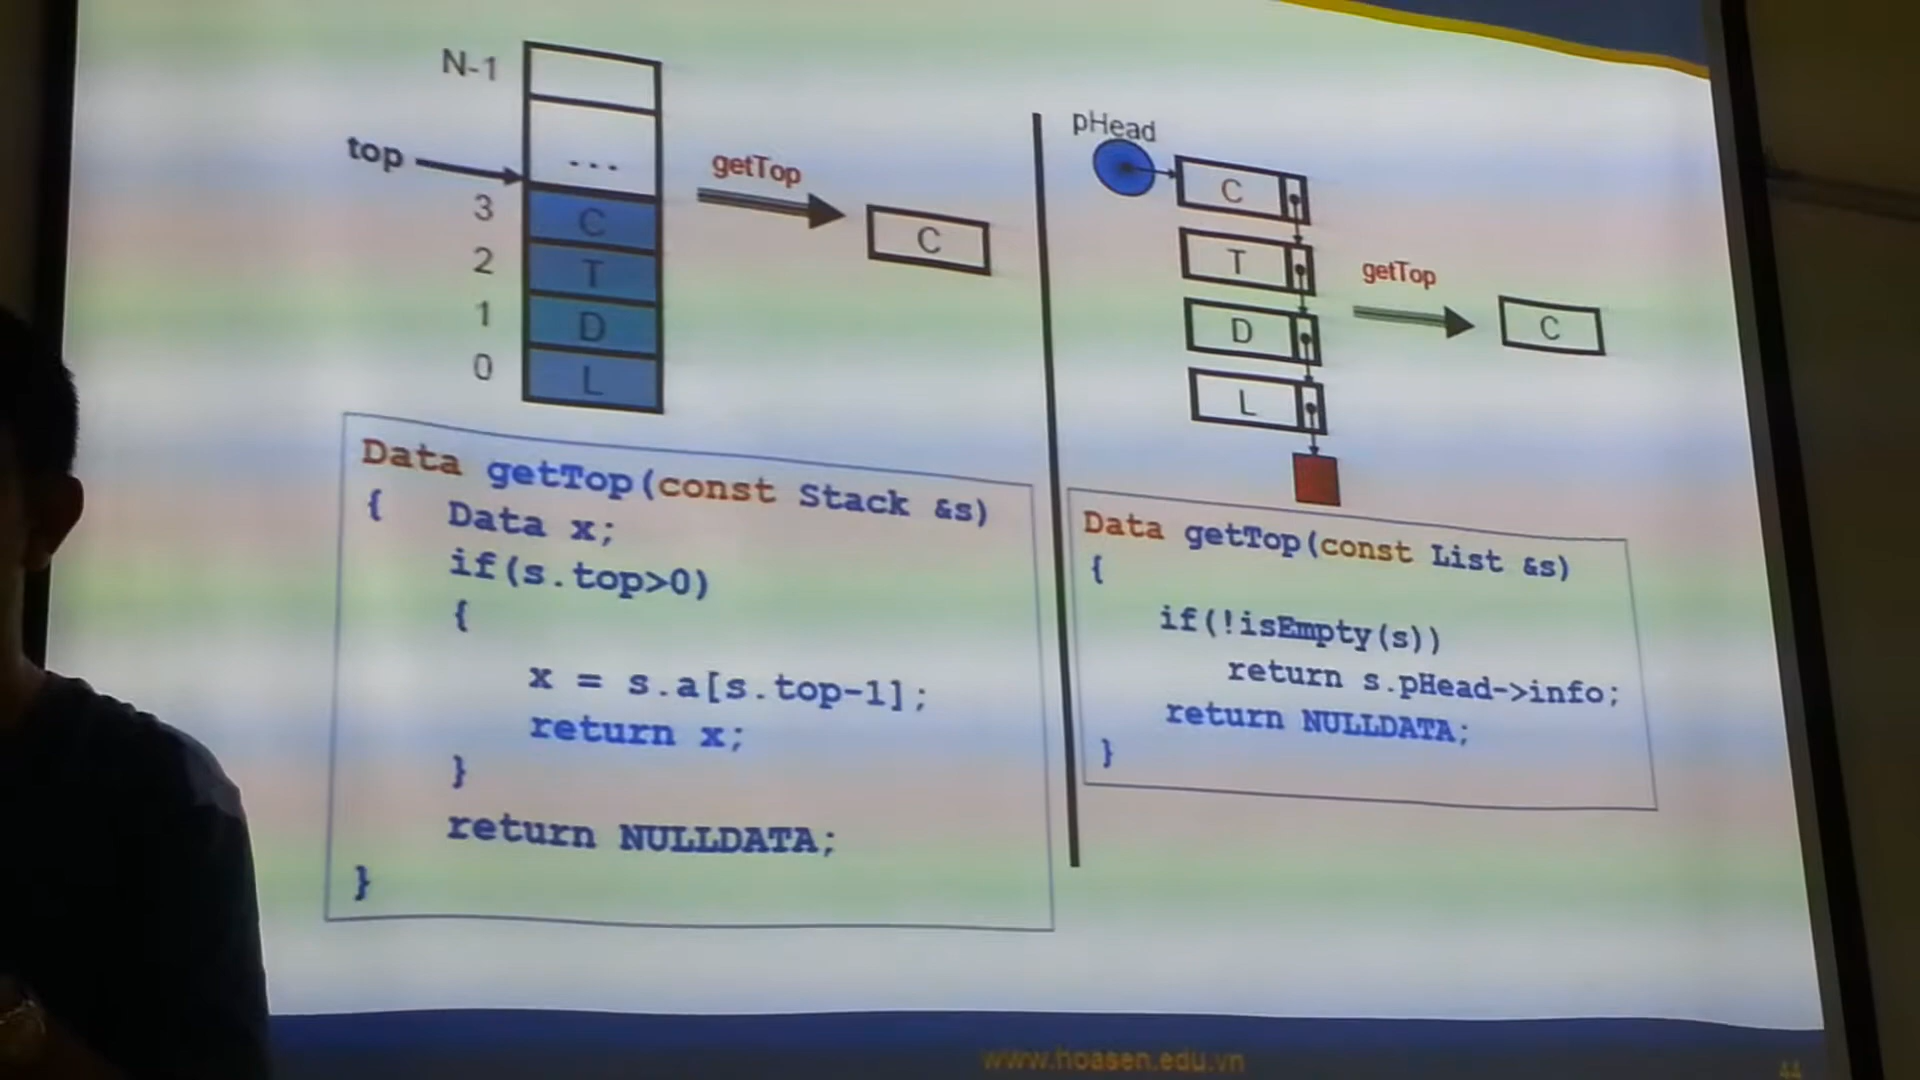 N-1
top
...
3
2
1
0
C
T
D
L
getTop
C
pHead
C
T
D
L
getTop
C
Data getTop(const Stack &s)
{ Data x;
if(s.top>0)
{
x = s.a[s.top-1];
return x;
}
return NULLDATA;
}
Data getTop(const List &s)
{
if(!isEmpty(s))
return s.pHead->info;
return NULLDATA;
}
www.hoasen.edu.vn
44